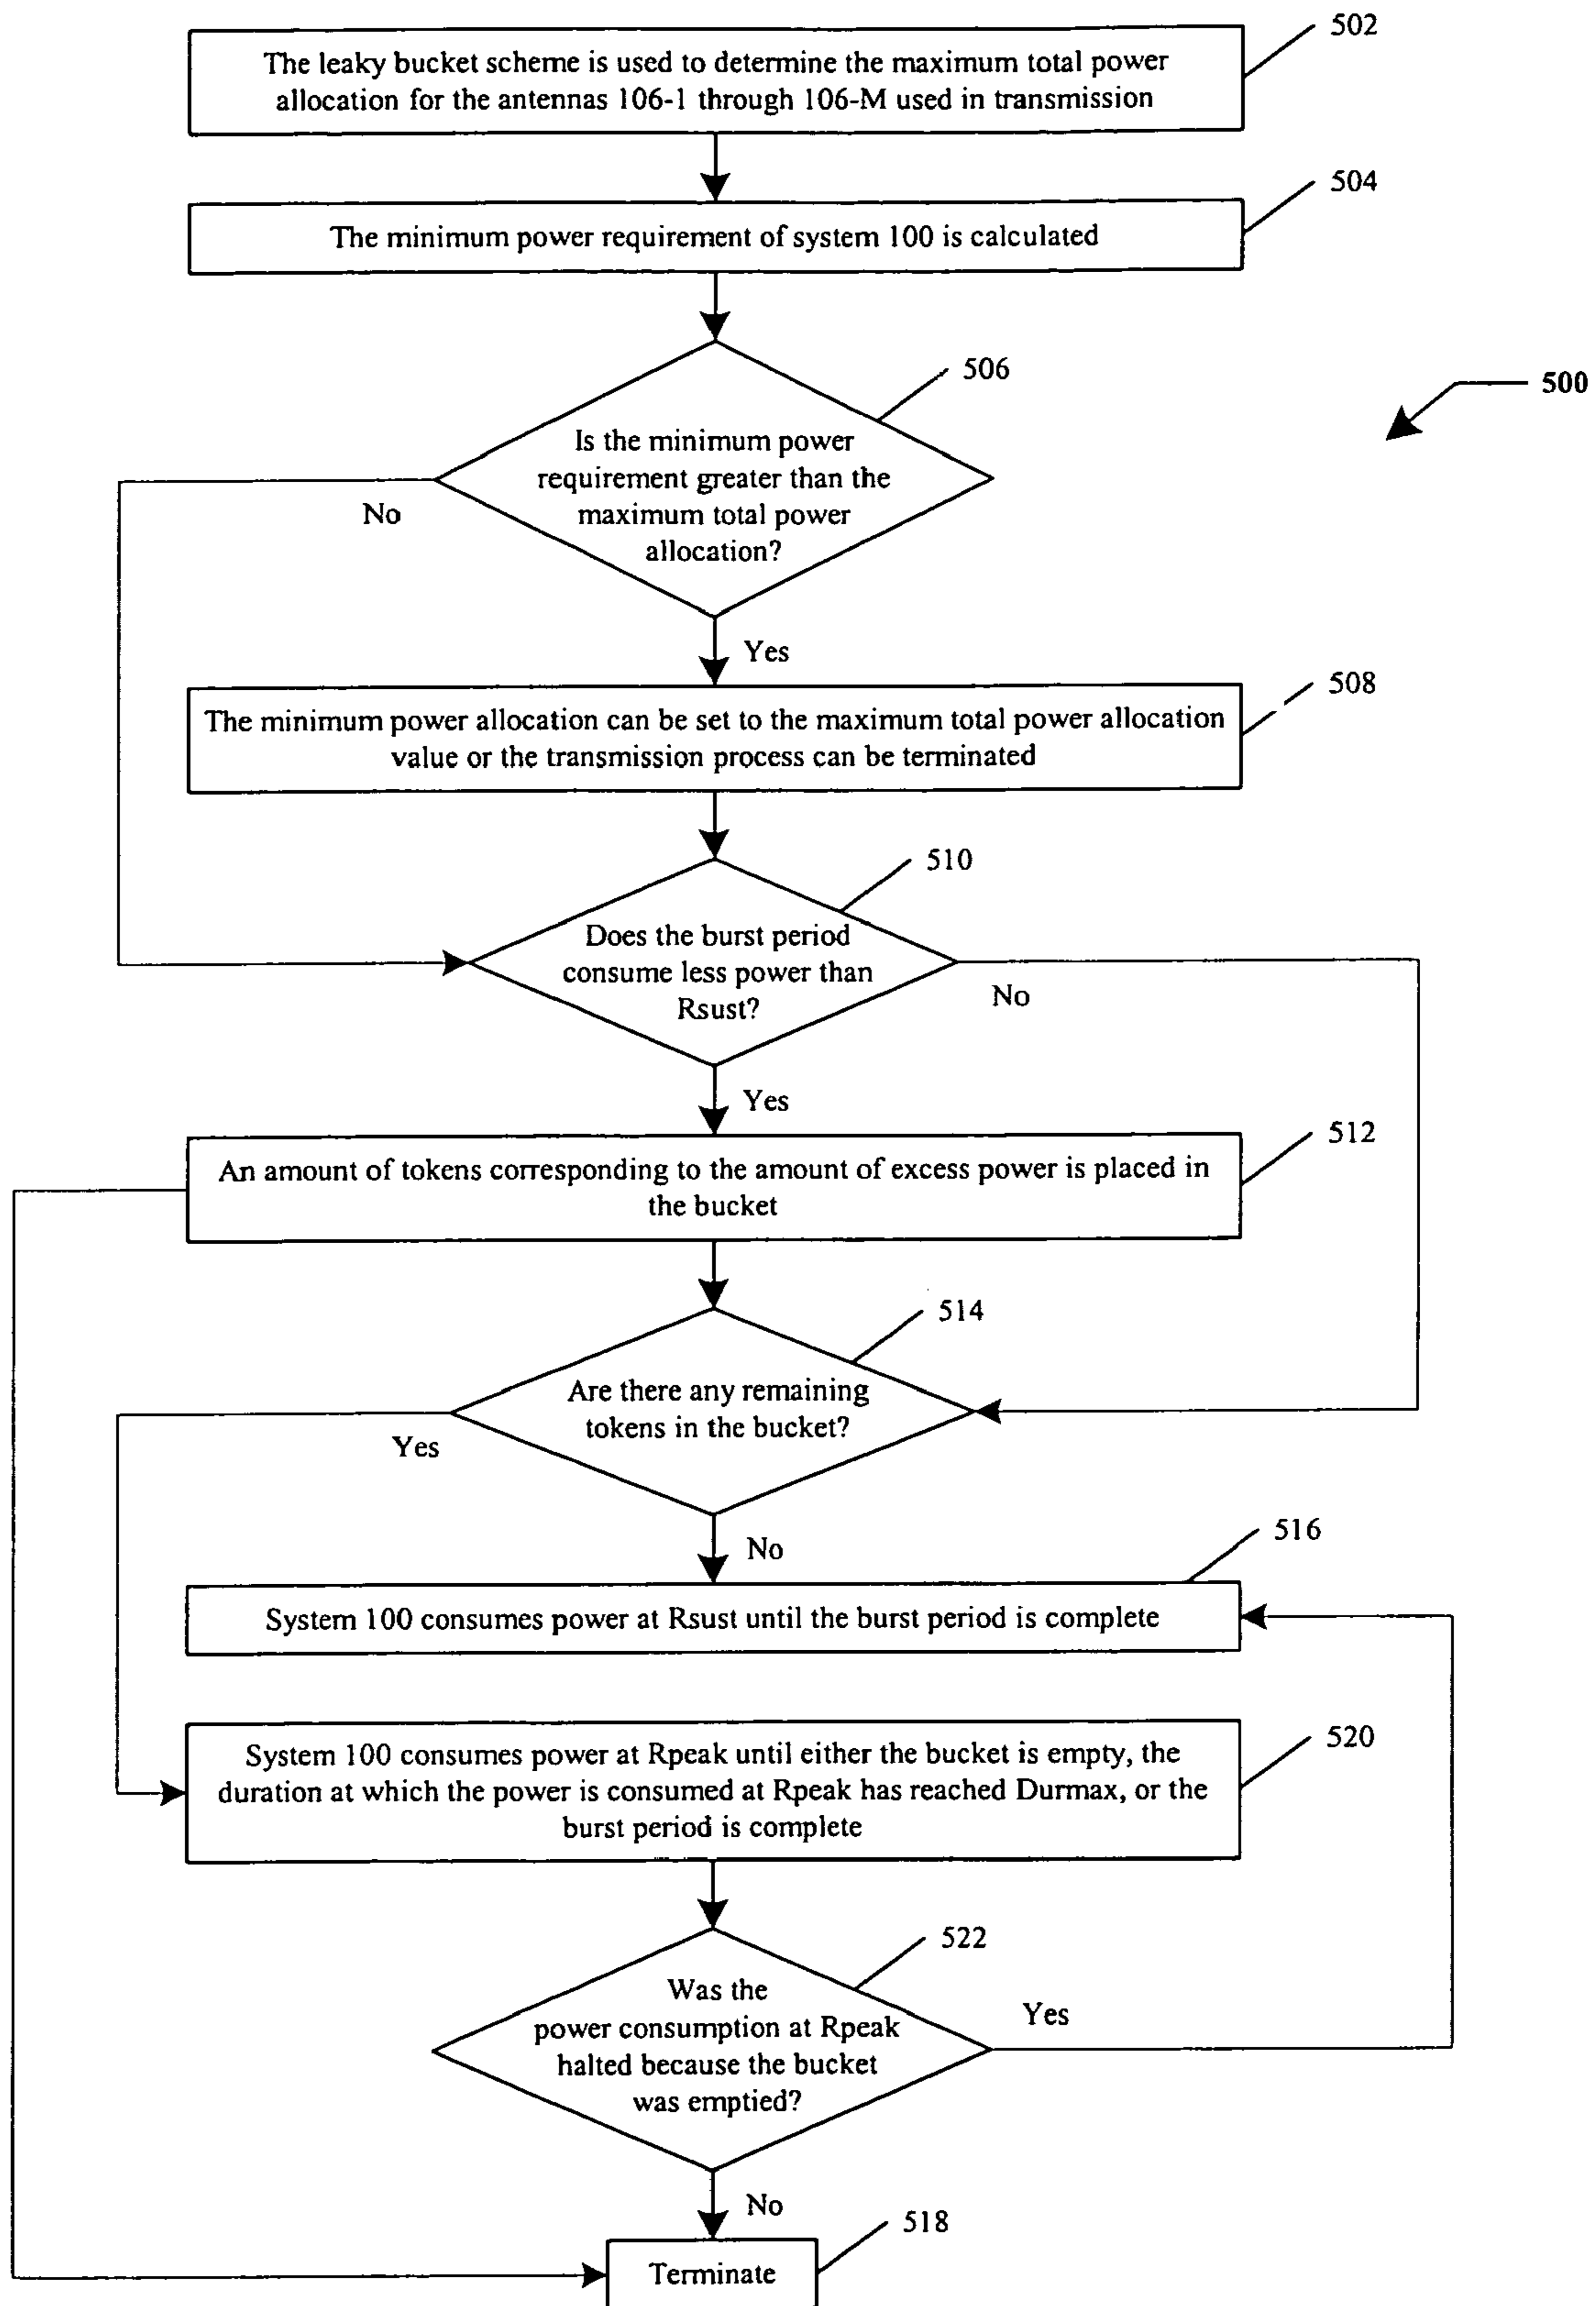 502
The leaky bucket scheme is used to determine the maximum total power
allocation for the antennas 106-1 through 106-M used in transmission
504
The minimum power requirement of system 100 is calculated
506
500
Is the minimum power
requirement greater than the
maximum total power
allocation?
No
Yes
508
The minimum power allocation can be set to the maximum total power allocation
value or the transmission process can be terminated
510
Does the burst period
consume less power than
Rsust?
No
Yes
512
An amount of tokens corresponding to the amount of excess power is placed in
the bucket
514
Are there any remaining
tokens in the bucket?
Yes
No
516
System 100 consumes power at Rsust until the burst period is complete
520
System 100 consumes power at Rpeak until either the bucket is empty, the
duration at which the power is consumed at Rpeak has reached Durmax, or the
burst period is complete
522
Was the
power consumption at Rpeak
halted because the bucket
was emptied?
Yes
No
518
Terminate